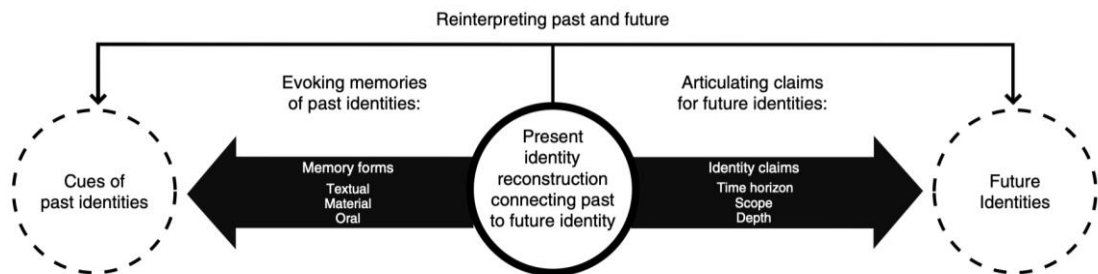 Reinterpreting past and future
Evoking memories
of past identities:
Articulating claims
for future identities:
Cues of
past identities
Memory forms
Textual
Material
Oral
Present
identity
reconstruction
connecting past
to future identity
Identity claims
Time horizon
Scope
Depth
Future
Identities